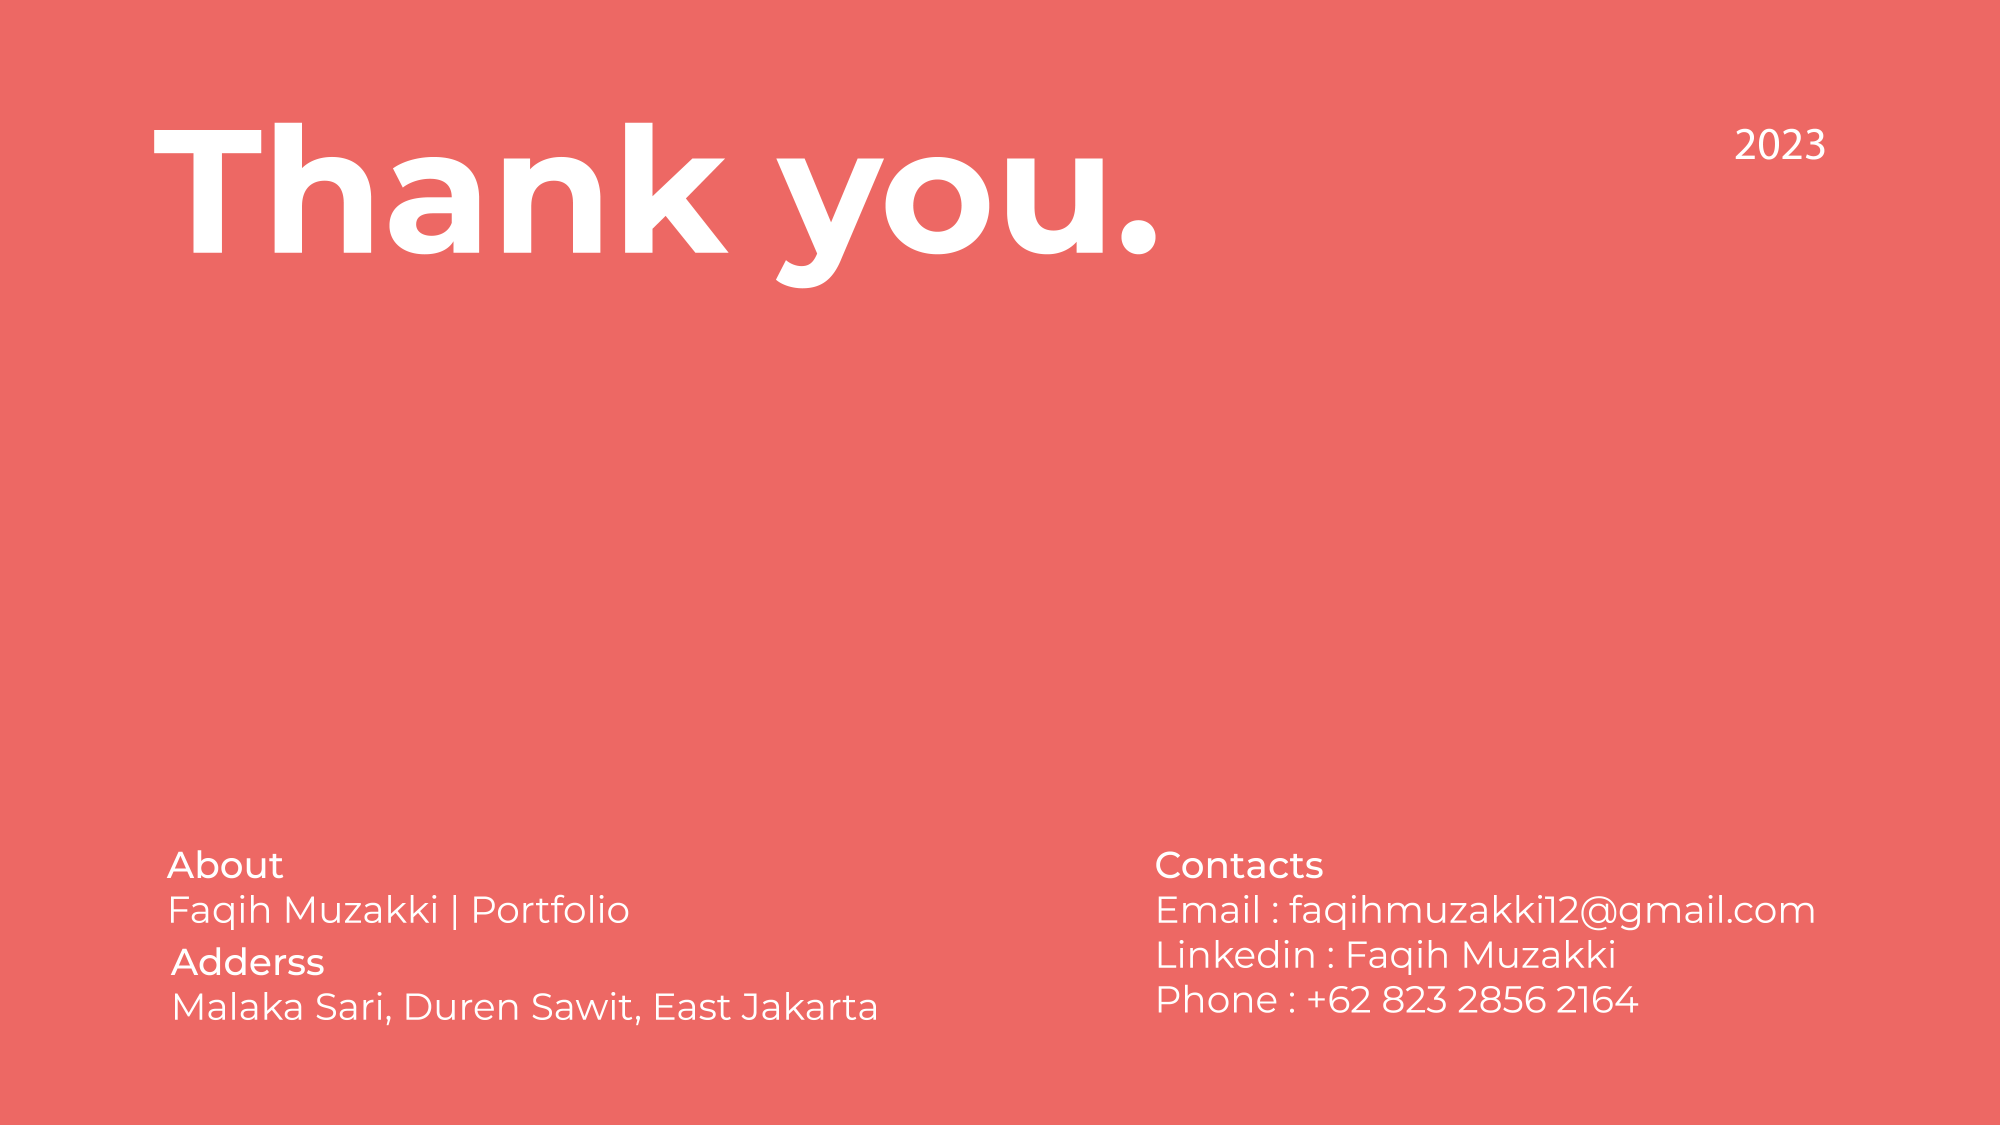 Thank you.
2023
About
Faqih Muzakki | Portfolio
Adderss
Malaka Sari, Duren Sawit, East Jakarta
Contacts
Email : faqihmuzakki12@gmail.com
Linkedin : Faqih Muzakki
Phone : +62 823 2856 2164